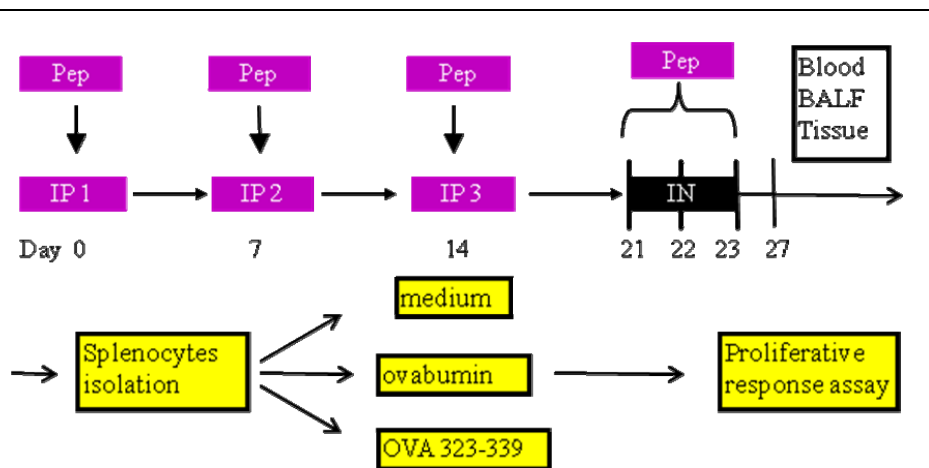 Pep Pep Pep Pep
Blood
BALF
Tissue
IP 1 IP 2 IP 3 IN
Day 0 7 14 21 22 23 27
medium
Splenocytes
isolation
ovabumin
Proliferative
response assay
OVA 323-339